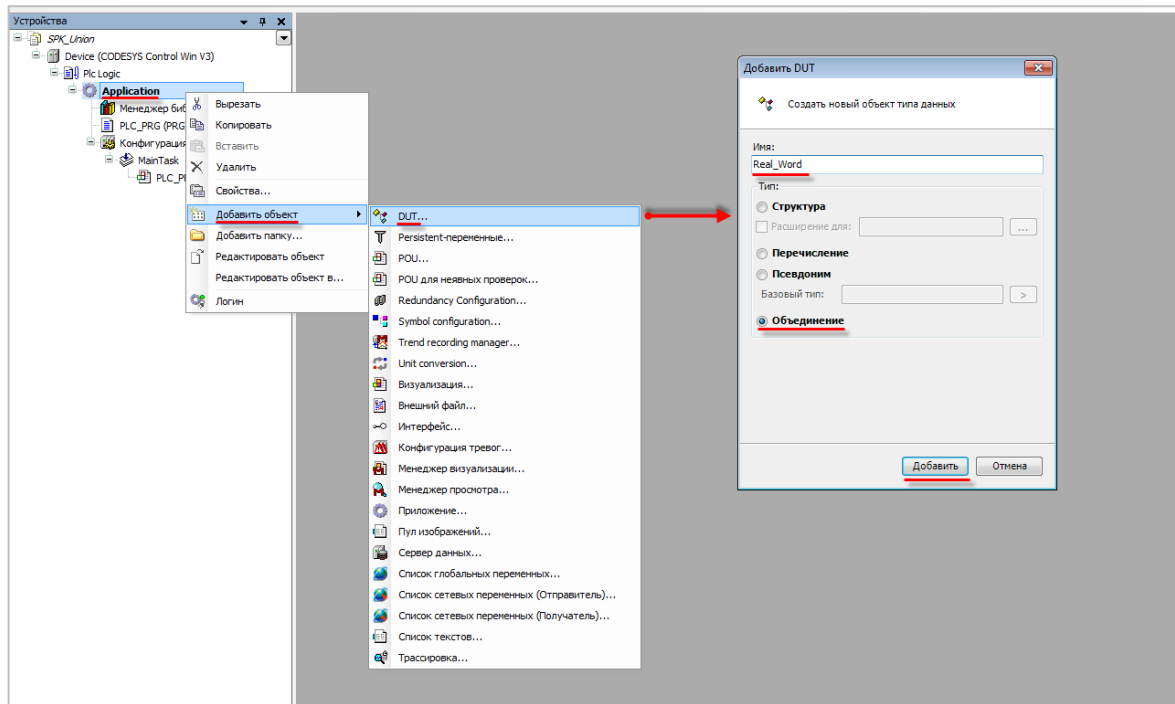 Устройства
SPK_Union
Device (CODESYS Control Win V3)
Plc Logic
Application
Менеджер биб
PLC_PRG (PRG
Конфигурация
MainTask
PLC_P
Вырезать
Копировать
Вставить
Удалить
Свойства...
Добавить объект
Добавить папку...
Редактировать объект
Редактировать объект в...
Логин
DUT...
Persistent-переменные...
POU...
POU для неявных проверок...
Redundancy Configuration...
Symbol configuration...
Trend recording manager...
Unit conversion...
Визуализация...
Внешний файл...
Интерфейс...
Конфигурация тревог...
Менеджер визуализации...
Менеджер просмотра...
Приложение...
Пул изображений...
Сервер данных...
Список глобальных переменных...
Список сетевых переменных (Отправитель)...
Список сетевых переменных (Получатель)...
Список текстов...
Трассировка...
Добавить DUT
Создать новый объект типа данных
Имя:
Real_Word
Тип:
Структура
Расширение для:
...
Перечисление
Псевдоним
Базовый тип:
>
Объединение
Добавить
Отмена